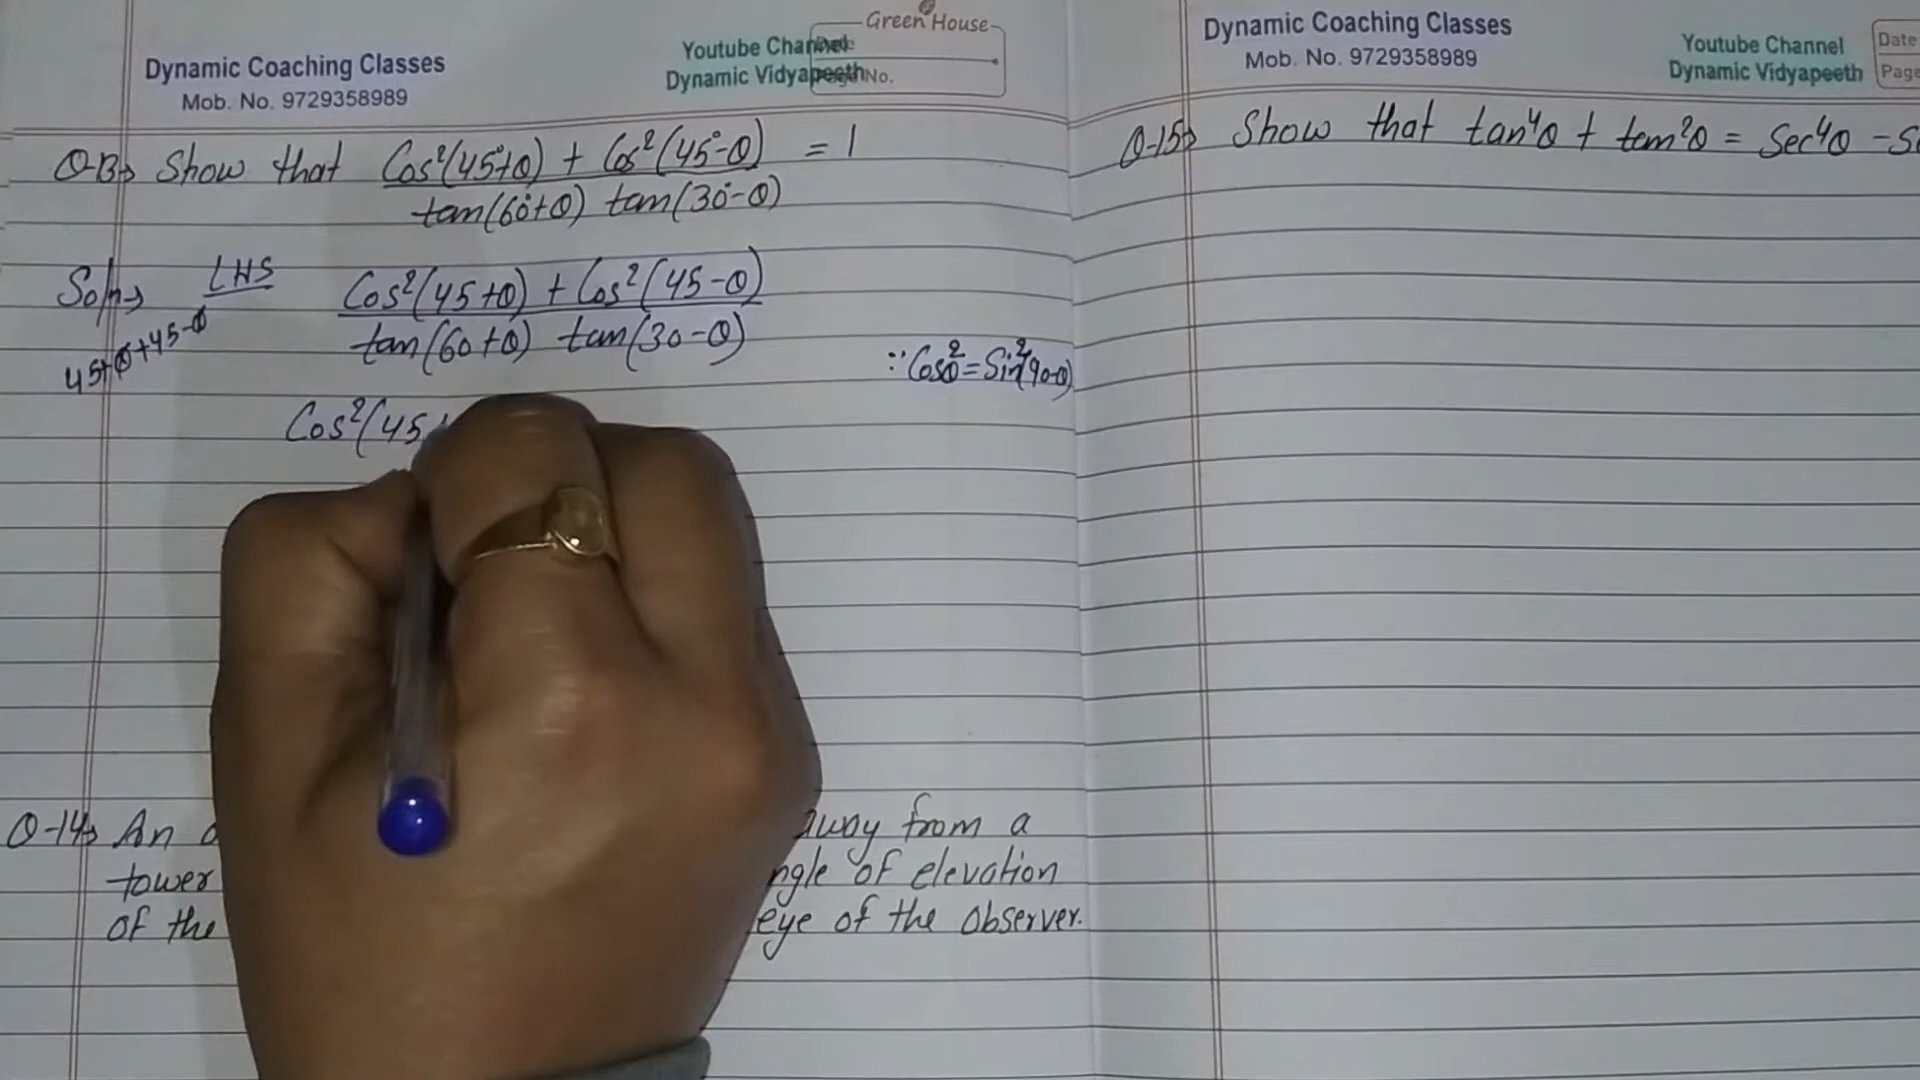 Green House
Dynamic Coaching Classes
Mob. No. 9729358989
Youtube Channel
Dynamic Vidyapeeth
Date
Page No.
Q-13 Show that Cos²(45°+θ) + Cos²(45°-θ) = 1
tan(60°+θ) tan(30°-θ)
Soln→ LHS Cos²(45+θ) + Cos²(45-θ)
tan(60+θ) tan(30-θ)
45+θ+45-θ
∵ Cos²θ = Sin²(90-θ)
Cos²(45
Q-14 An away from a
tower of elevation
of the eye of the observer.
Dynamic Coaching Classes
Mob. No. 9729358989
Youtube Channel
Dynamic Vidyapeeth
Date
Page
Q-15 Show that tan⁴θ + tan²θ = Sec⁴θ -